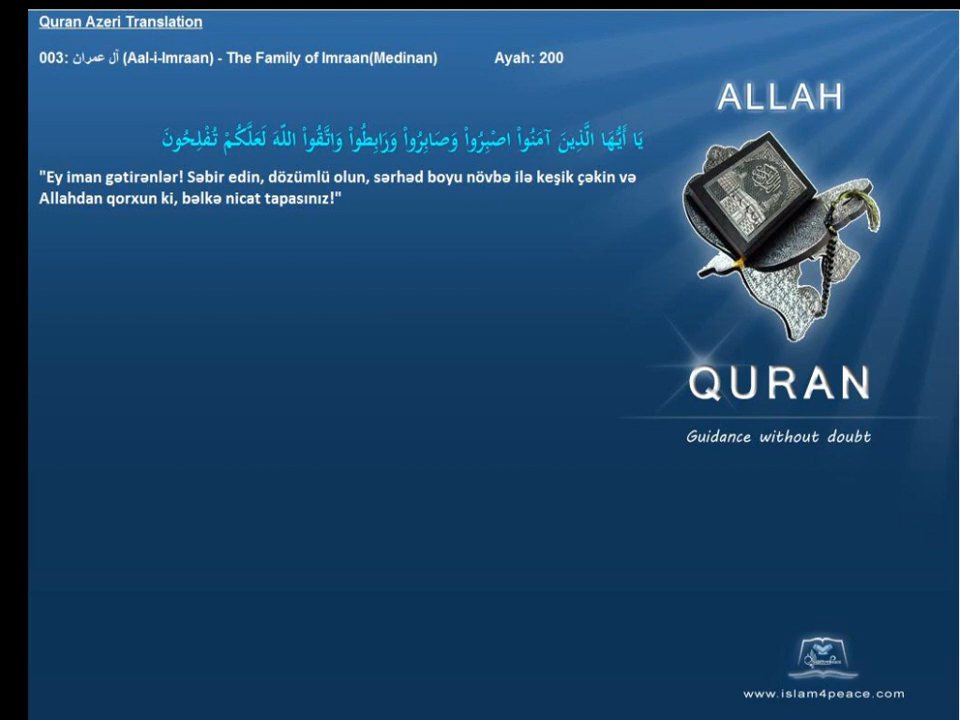 Quran Azeri Translation
003: آل عمران (Aal-i-Imraan) - The Family of Imraan(Medinan) Ayah: 200
يَا أَيُّهَا الَّذِينَ آمَنُواْ اصْبِرُواْ وَصَابِرُواْ وَرَابِطُواْ وَاتَّقُواْ اللّهَ لَعَلَّكُمْ تُفْلِحُونَ
"Ey iman gətirənlər! Səbir edin, dözümlü olun, sərhəd boyu növbə ilə keşik çəkin və
Allahdan qorxun ki, bəlkə nicat tapasınız!"
ALLAH
QURAN
Guidance without doubt
www.islam4peace.com